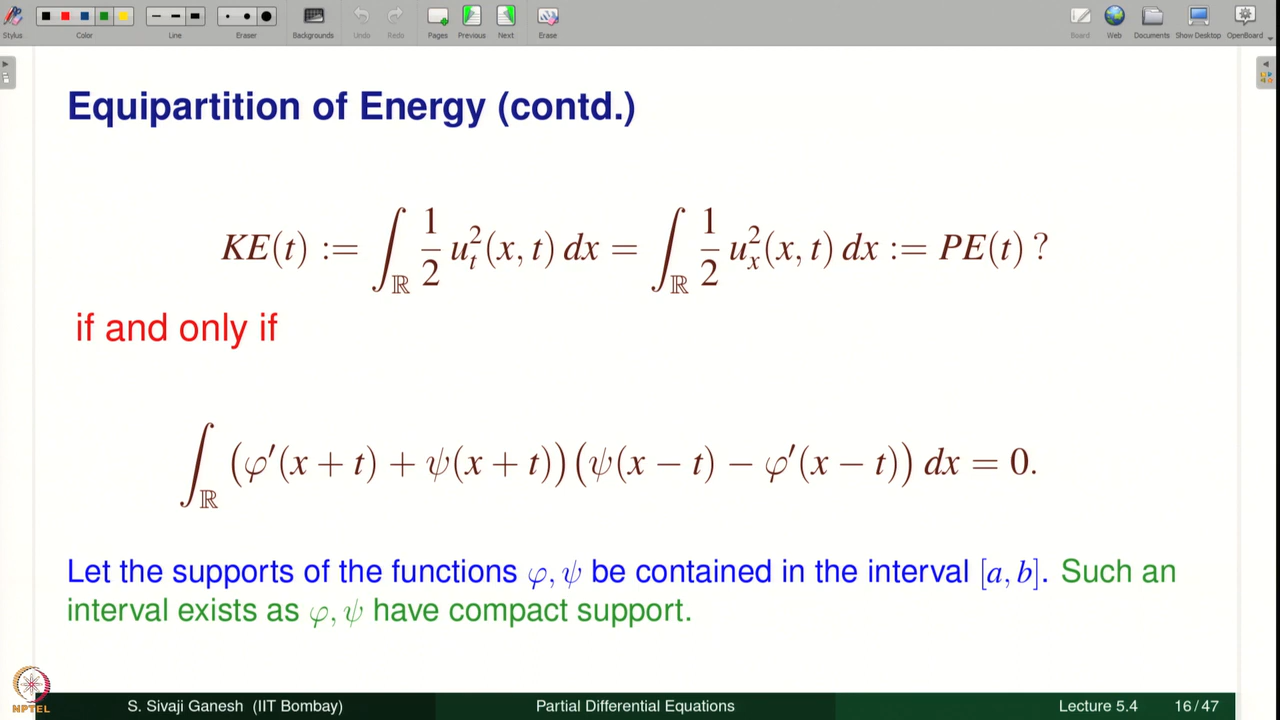 Stylus Color Line Eraser Backgrounds Undo Redo Pages Previous Next Erase Board Web Documents Show Desktop OpenBoard
Equipartition of Energy (contd.)
KE(t) := ∫_ℝ 1/2 u_t^2(x, t) dx = ∫_ℝ 1/2 u_x^2(x, t) dx := PE(t) ?
if and only if
∫_ℝ (φ′(x + t) + ψ(x + t)) (ψ(x − t) − φ′(x − t)) dx = 0.
Let the supports of the functions φ, ψ be contained in the interval [a, b]. Such an
interval exists as φ, ψ have compact support.
NPTEL
S. Sivaji Ganesh (IIT Bombay) Partial Differential Equations Lecture 5.4 16/47